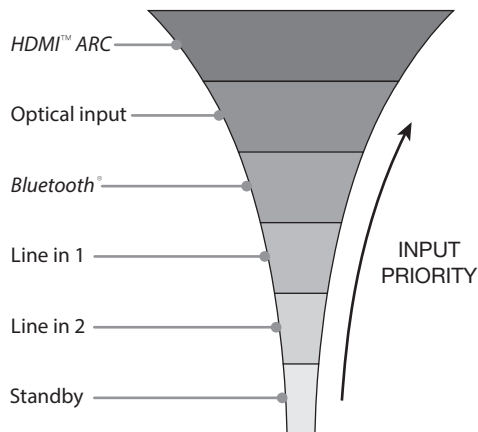 HDMI™ ARC
Optical input
Bluetooth®
Line in 1
INPUT
PRIORITY
Line in 2
Standby